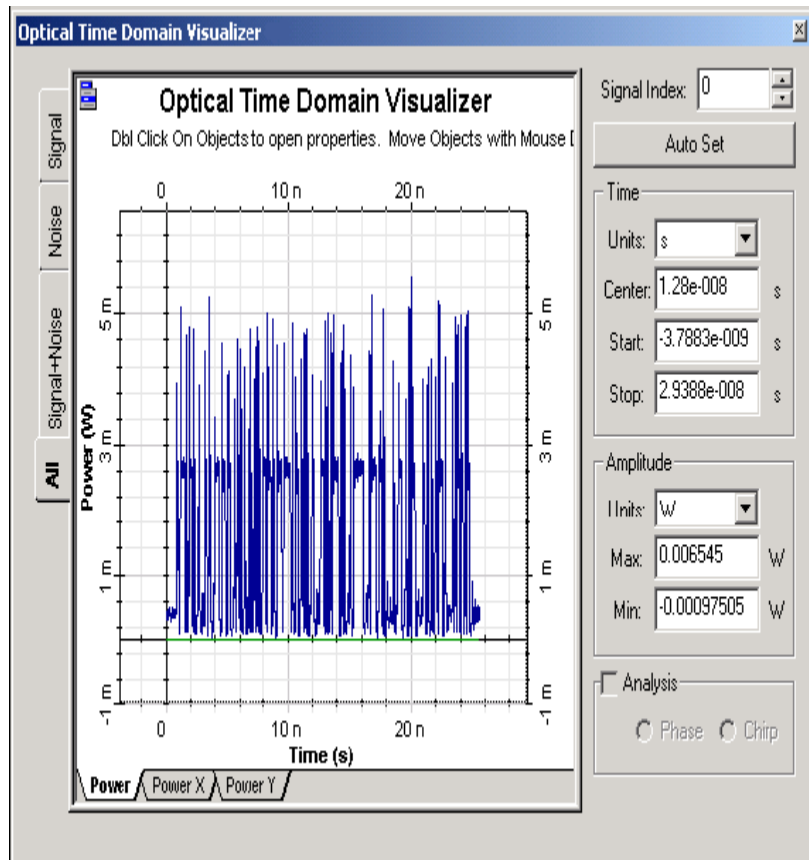 Optical Time Domain Visualizer
Signal
Noise
Signal+Noise
All
Optical Time Domain Visualizer
Dbl Click On Objects to open properties. Move Objects with Mouse D
0 10 n 20 n
Power (W)
5 m
3 m
1 m
-1 m
5 m
3 m
1 m
-1 m
0 10 n 20 n
Time (s)
Power Power X Power Y
Signal Index: 0
Auto Set
Time
Units: s
Center: 1.28e-008 s
Start: -3.7883e-009 s
Stop: 2.9388e-008 s
Amplitude
Units: W
Max: 0.006545 W
Min: -0.00097505 W
Analysis
Phase Chirp